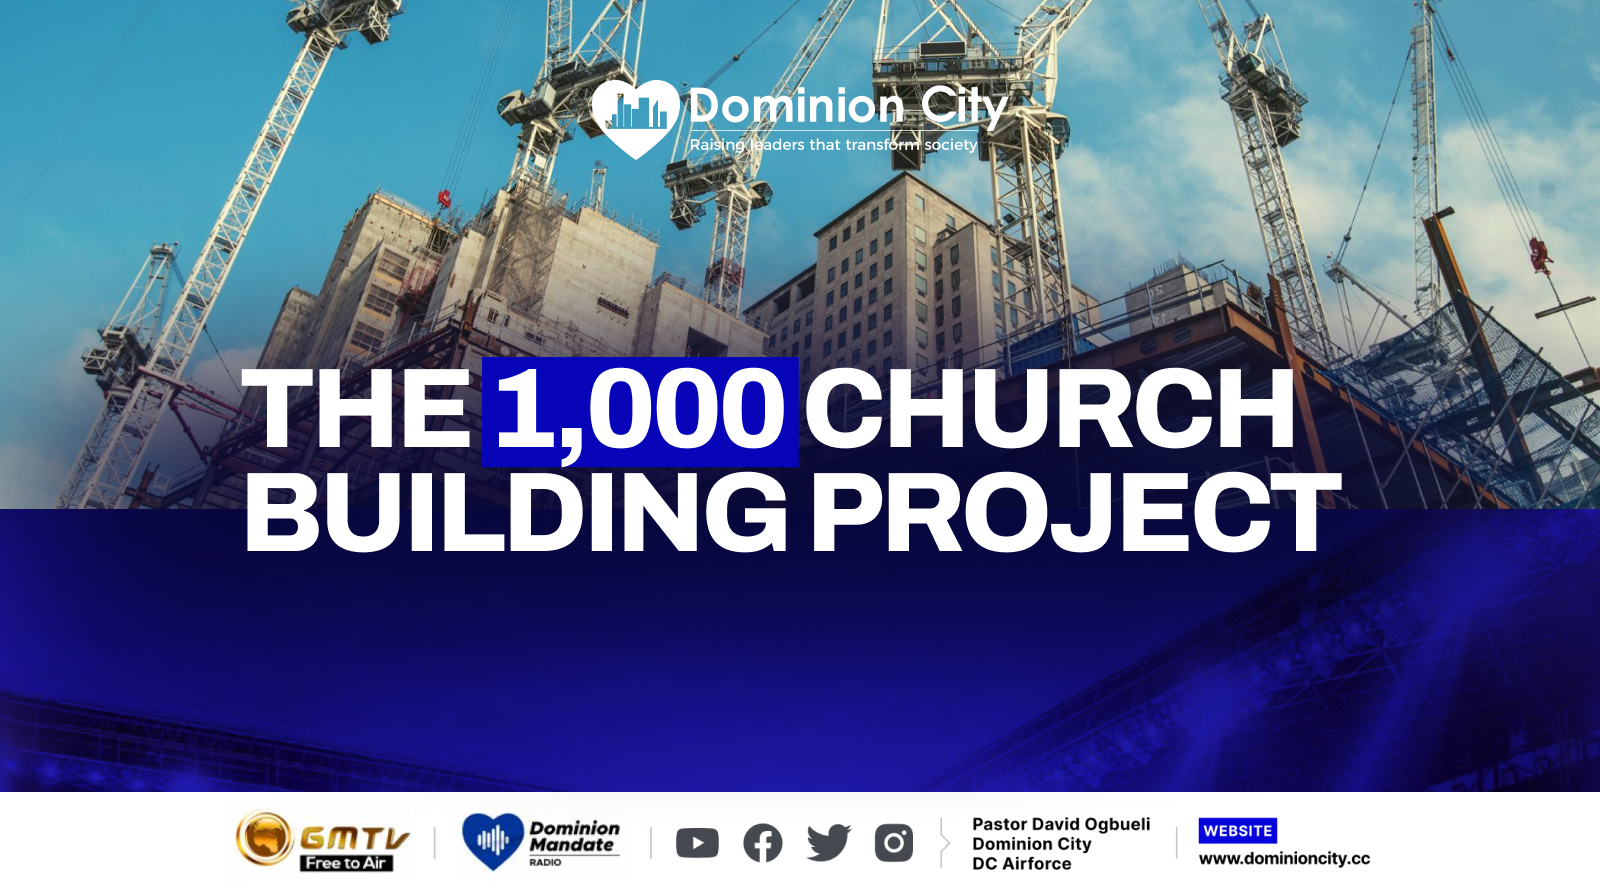 Dominion City
Raising leaders that transform society
THE 1,000 CHURCH
BUILDING PROJECT
GMTV
Free to Air
Dominion
Mandate
RADIO
Pastor David Ogbueli
Dominion City
DC Airforce
WEBSITE
www.dominioncity.cc